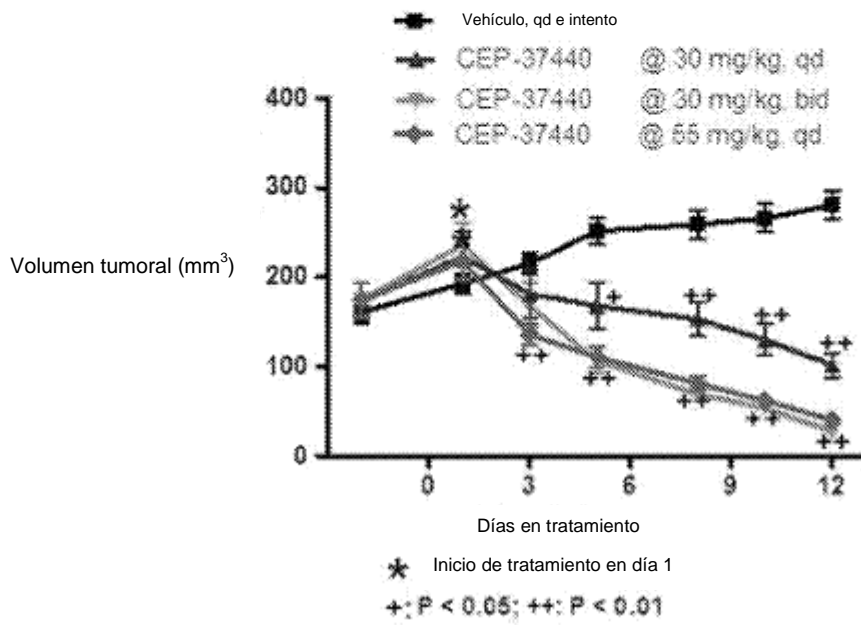 Vehículo, qd e intento
CEP-37440 @ 30 mg/kg, qd
CEP-37440 @ 30 mg/kg, bid
CEP-37440 @ 55 mg/kg, qd
400
300
200
100
0
Volumen tumoral (mm³)
0 3 6 9 12
Días en tratamiento
* Inicio de tratamiento en día 1
+: P < 0.05; ++: P < 0.01